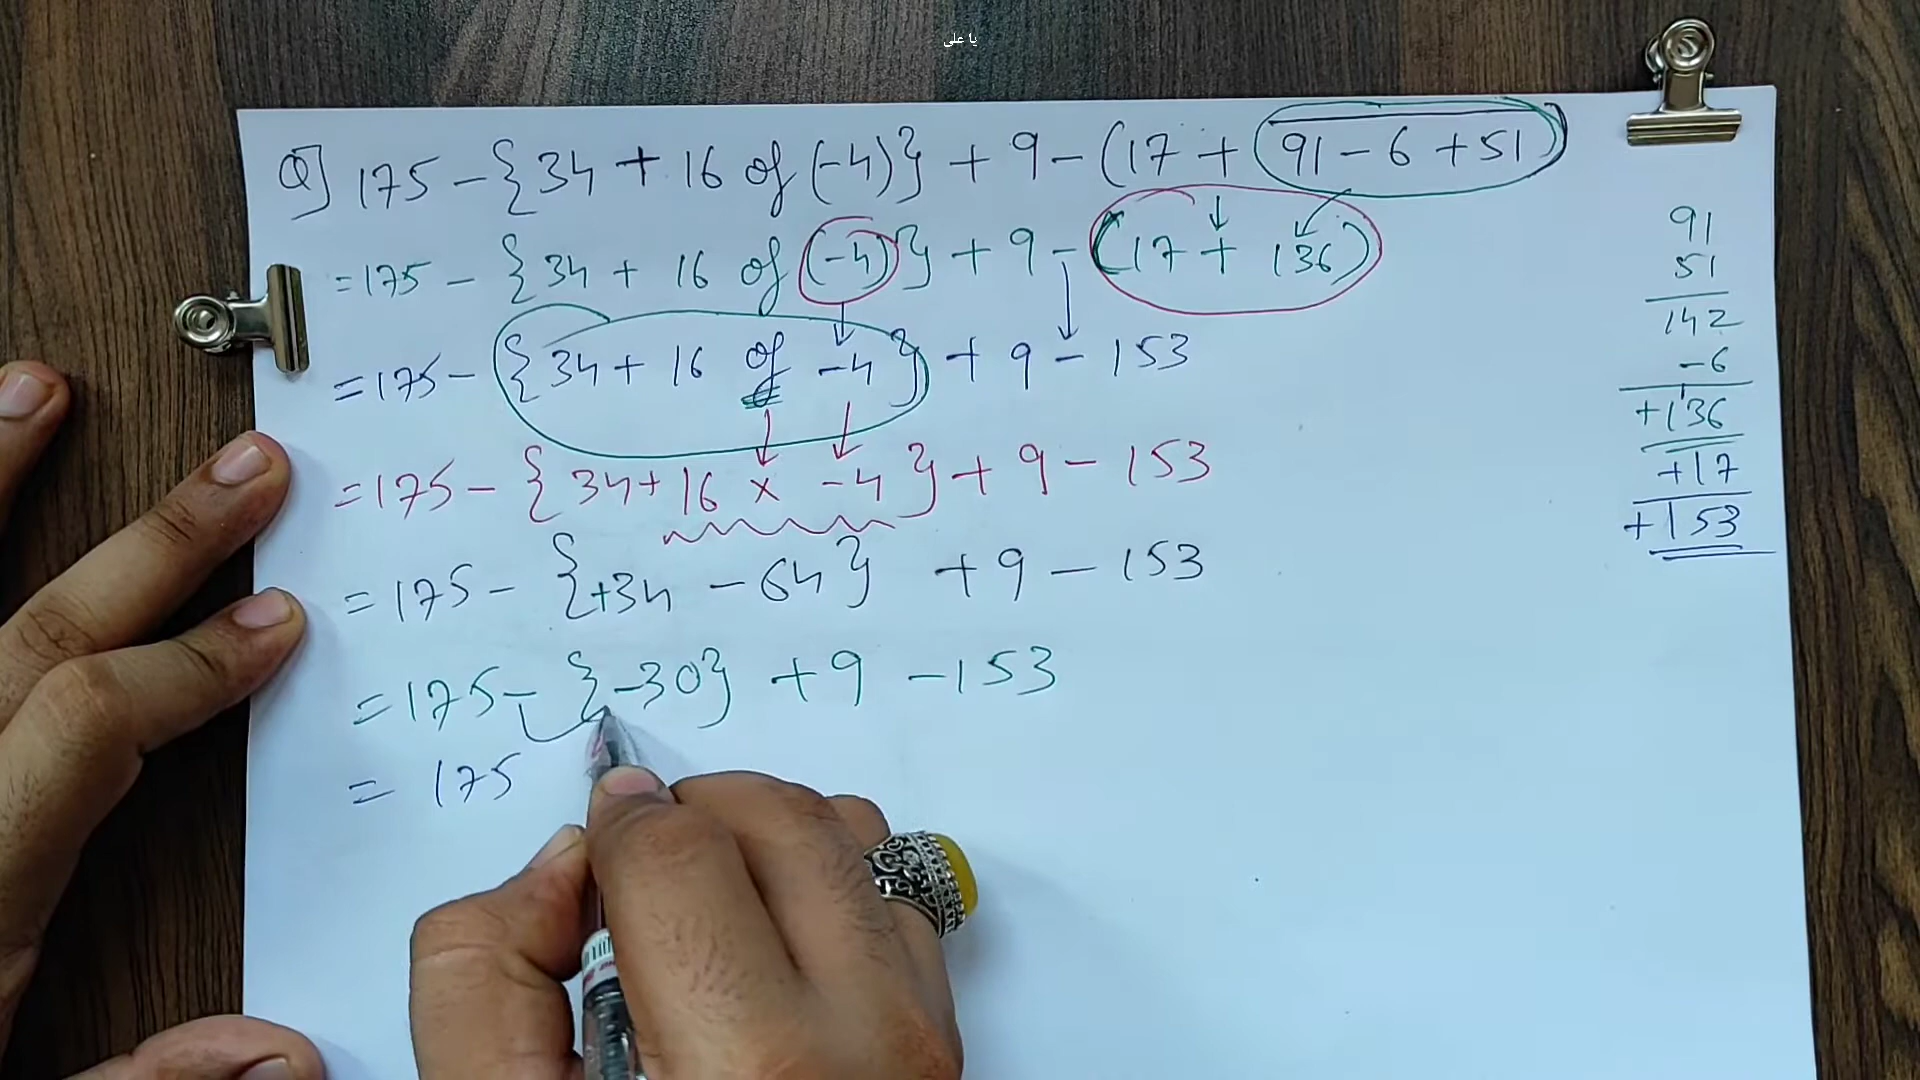 يا على
Q] 175 - {34 + 16 of (-4)} + 9 - (17 + 91 - 6 + 51)
= 175 - {34 + 16 of (-4)} + 9 - (17 + 136)
= 175 - {34 + 16 of -4} + 9 - 153
= 175 - {34 + 16 x -4} + 9 - 153
= 175 - {+34 - 64} + 9 - 153
= 175 - {-30} + 9 - 153
= 175
91
51
142
-6
+136
+17
+153